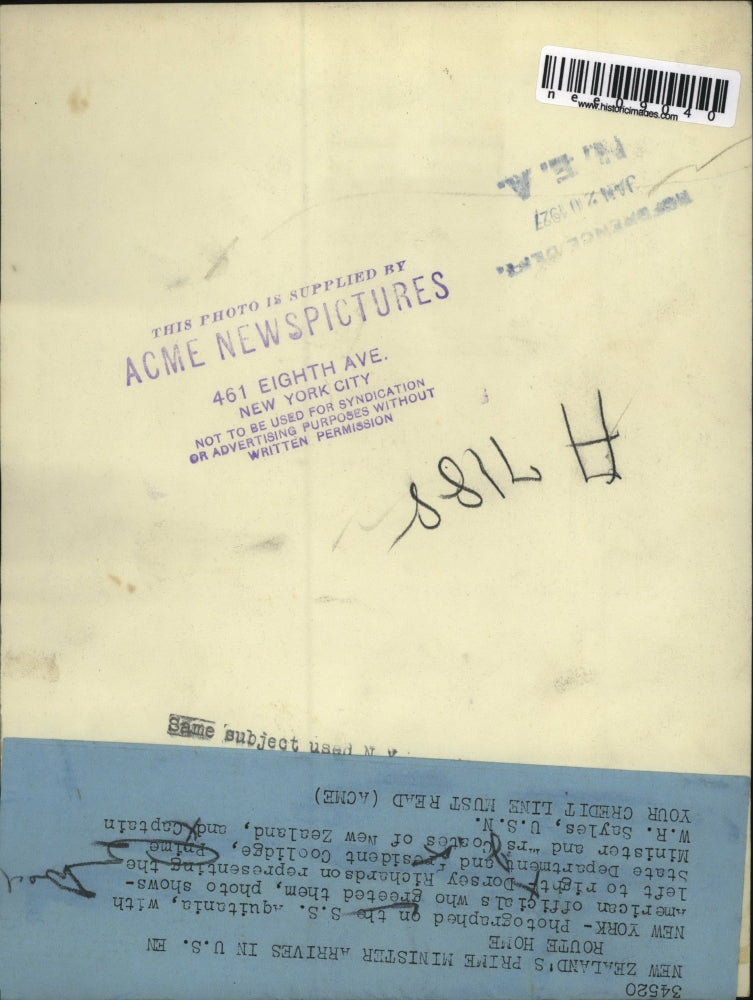 nee09040
www.historicimages.com
N. E. A.
JAN 20 1927
REFERENCE DEPT.
THIS PHOTO IS SUPPLIED BY
ACME NEWSPICTURES
461 EIGHTH AVE.
NEW YORK CITY
NOT TO BE USED FOR SYNDICATION
OR ADVERTISING PURPOSES WITHOUT
WRITTEN PERMISSION
H 7188
Same subject used N. Y.
34520
NEW ZEALAND'S PRIME MINISTER ARRIVES IN U.S. EN
ROUTE HOME
NEW YORK- Photographed on the S.S. Aquitania, with
American officials who greeted them, photo shows-
left to right- Dorsey Richardson representing the
State Department and President Coolidge, Prime
Minister and Mrs Coates of New Zealand, and Captain
W.R. Sayles, U.S.N.
YOUR CREDIT LINE MUST READ (ACME)